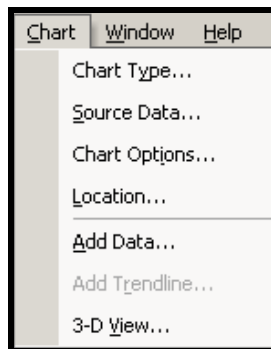 Chart Window Help
Chart Type...
Source Data...
Chart Options...
Location...
Add Data...
Add Trendline...
3-D View...